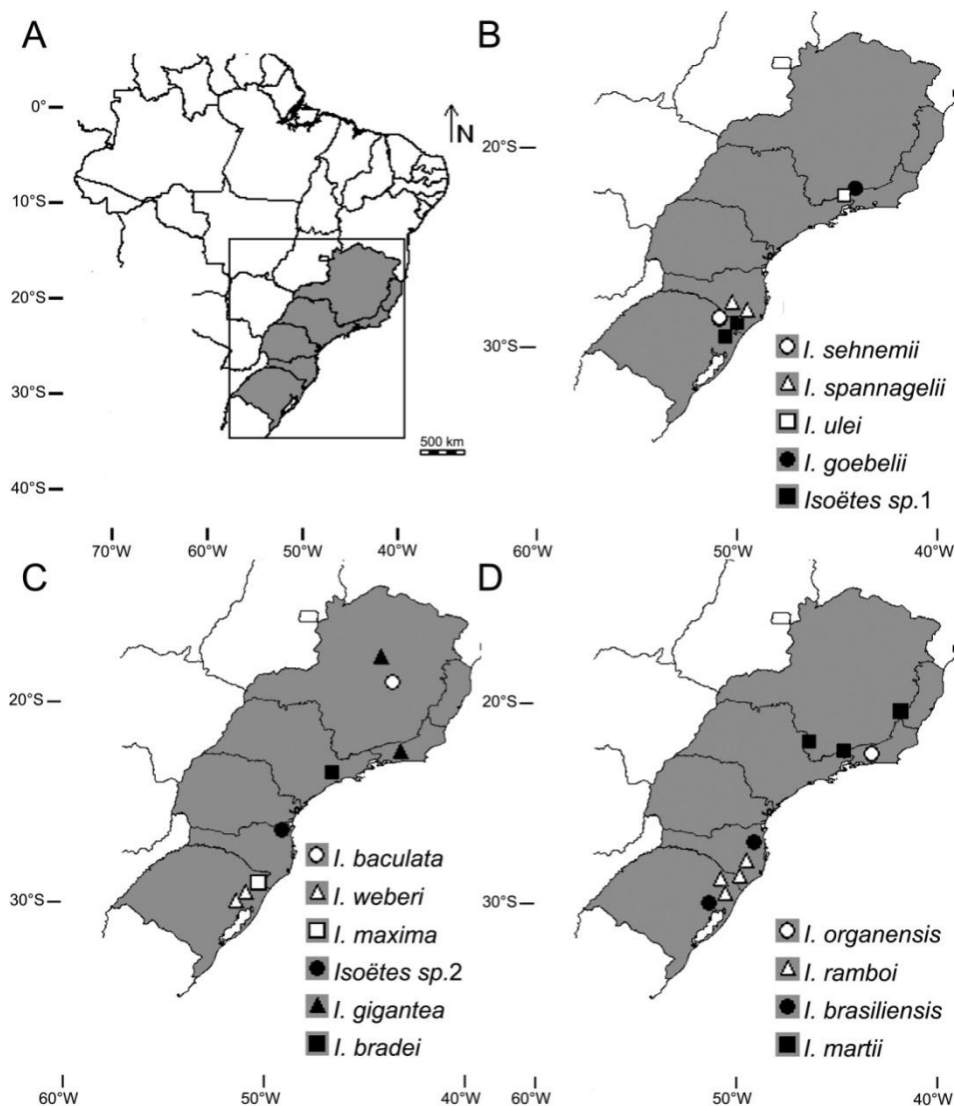 A
N
0°
10°S
20°S
30°S
40°S
500 km
70°W
60°W
50°W
40°W
B
20°S
30°S
I. sehnemii
I. spannagelii
I. ulei
I. goebelii
Isoëtes sp.1
60°W
50°W
40°W
C
20°S
30°S
I. baculata
I. weberi
I. maxima
Isoëtes sp.2
I. gigantea
I. bradei
60°W
50°W
40°W
D
20°S
30°S
I. organensis
I. ramboi
I. brasiliensis
I. martii
60°W
50°W
40°W